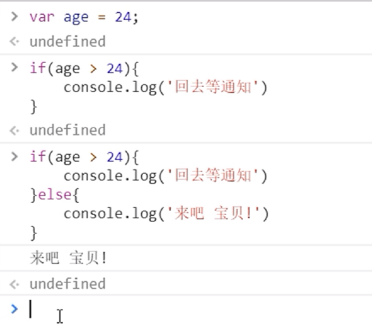 > var age = 24;
< undefined
> if(age > 24){
console.log('回去等通知')
}
< undefined
> if(age > 24){
console.log('回去等通知')
}else{
console.log('来吧 宝贝!')
}
来吧 宝贝!
< undefined
>